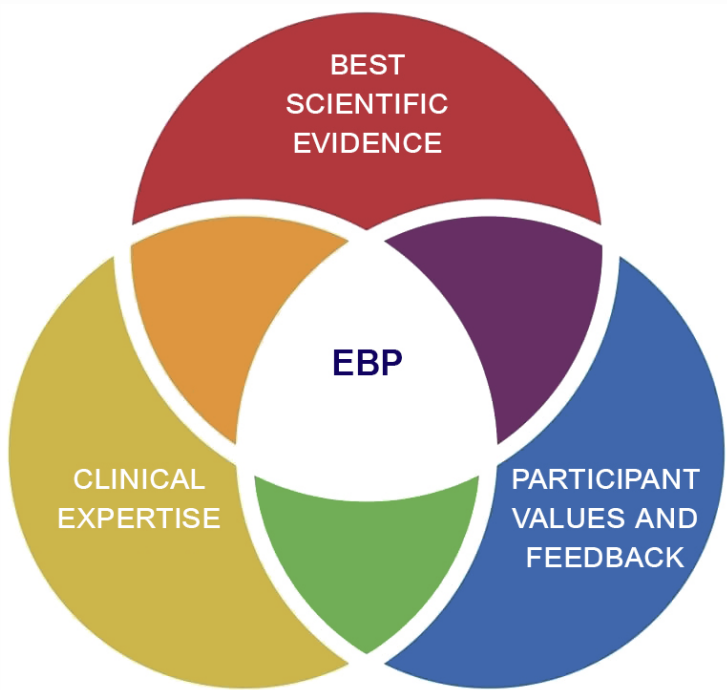 BEST
SCIENTIFIC
EVIDENCE
EBP
CLINICAL
EXPERTISE
PARTICIPANT
VALUES AND
FEEDBACK